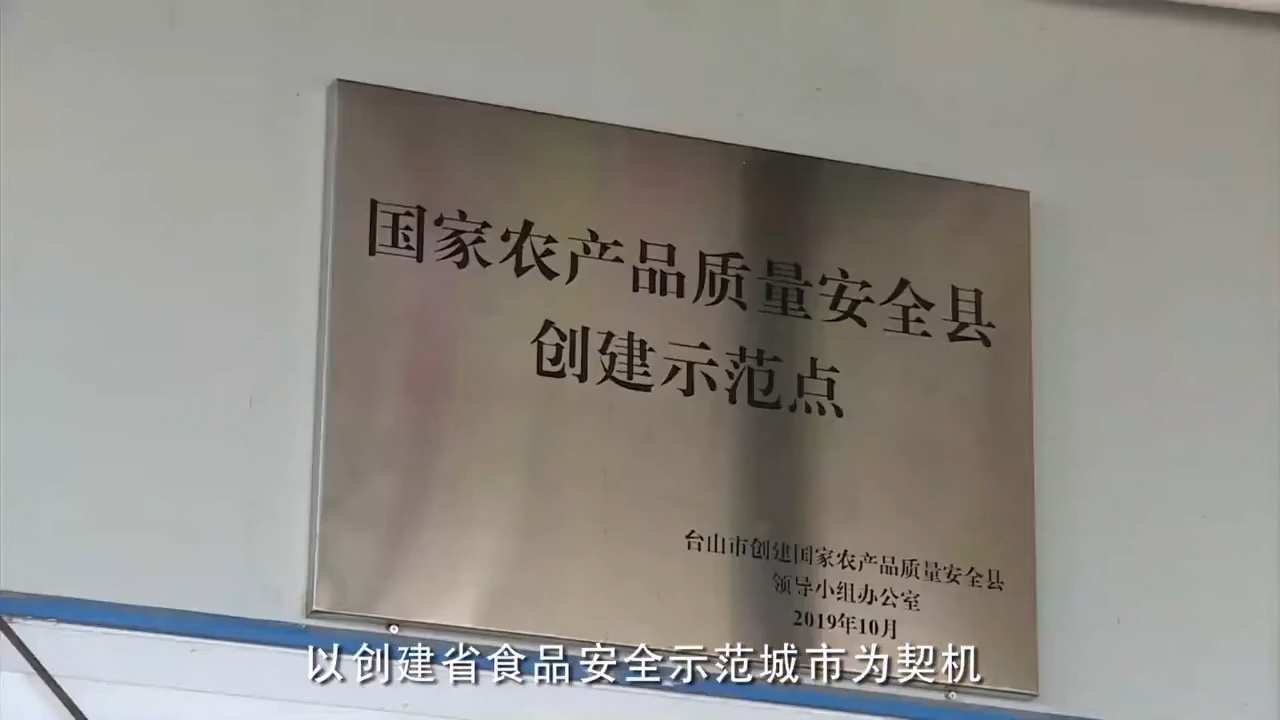 国家农产品质量安全县
创建示范点
台山市创建国家农产品质量安全县
领导小组办公室
2019年10月
以创建省食品安全示范城市为契机